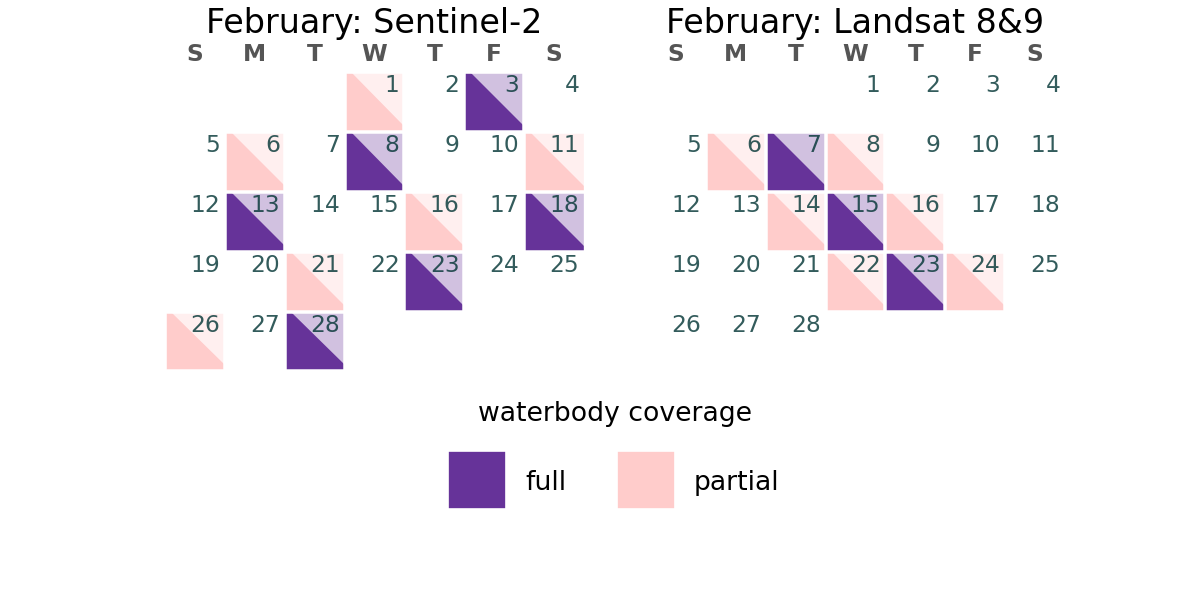 February: Sentinel-2
S M T W T F S
1 2 3 4
5 6 7 8 9 10 11
12 13 14 15 16 17 18
19 20 21 22 23 24 25
26 27 28
February: Landsat 8&9
S M T W T F S
1 2 3 4
5 6 7 8 9 10 11
12 13 14 15 16 17 18
19 20 21 22 23 24 25
26 27 28
waterbody coverage
full partial